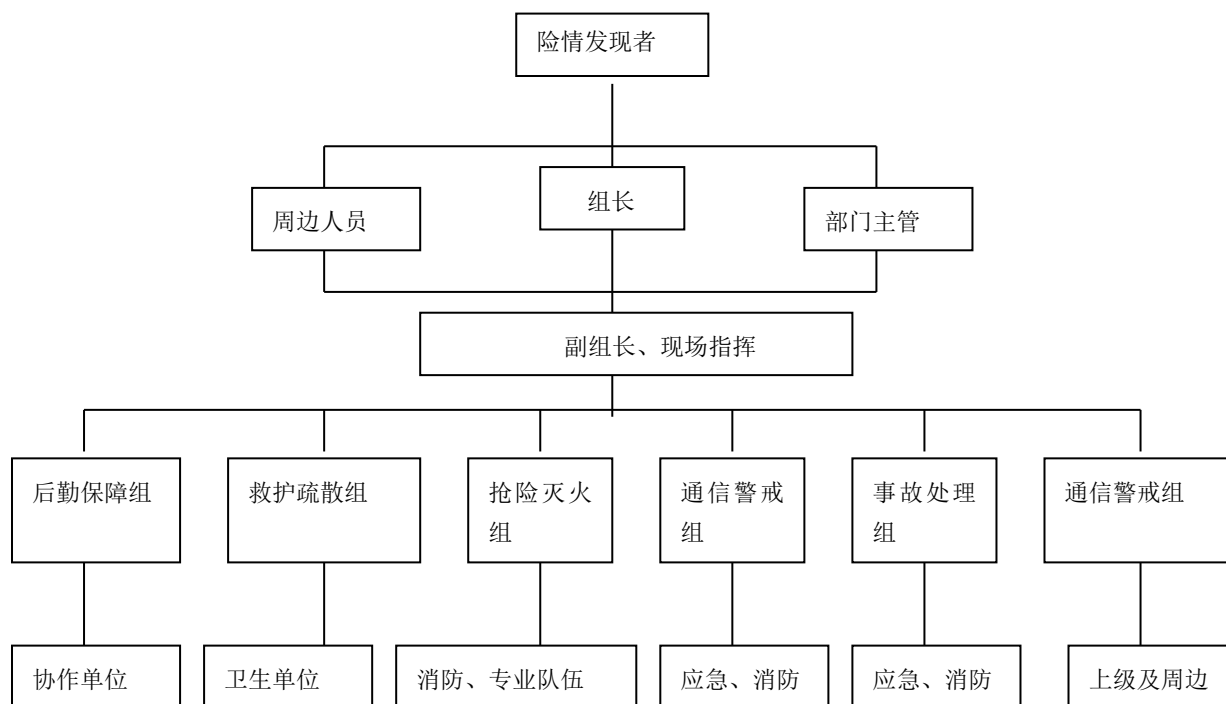 险情发现者
周边人员
组长
部门主管
副组长、现场指挥
后勤保障组
救护疏散组
抢险灭火
组
通信警戒
组
事故处理
组
通信警戒组
协作单位
卫生单位
消防、专业队伍
应急、消防
应急、消防
上级及周边